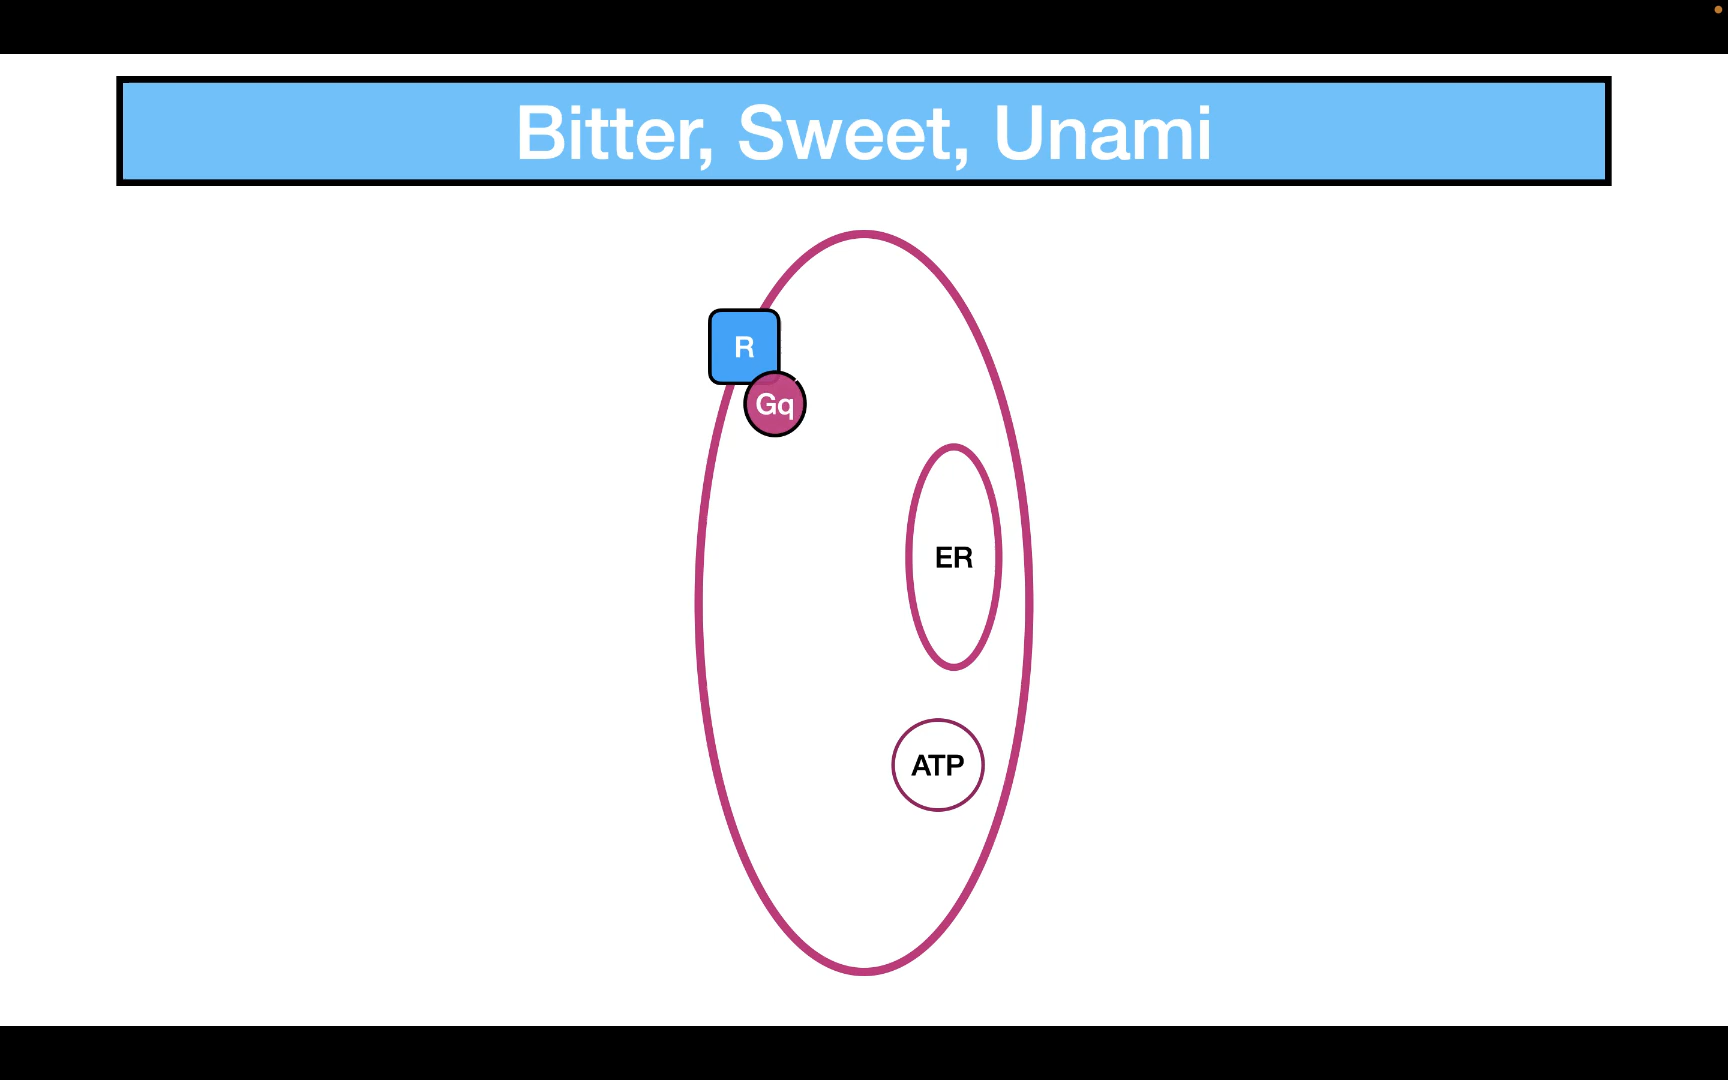 Bitter, Sweet, Unami
R
Gq
ER
ATP